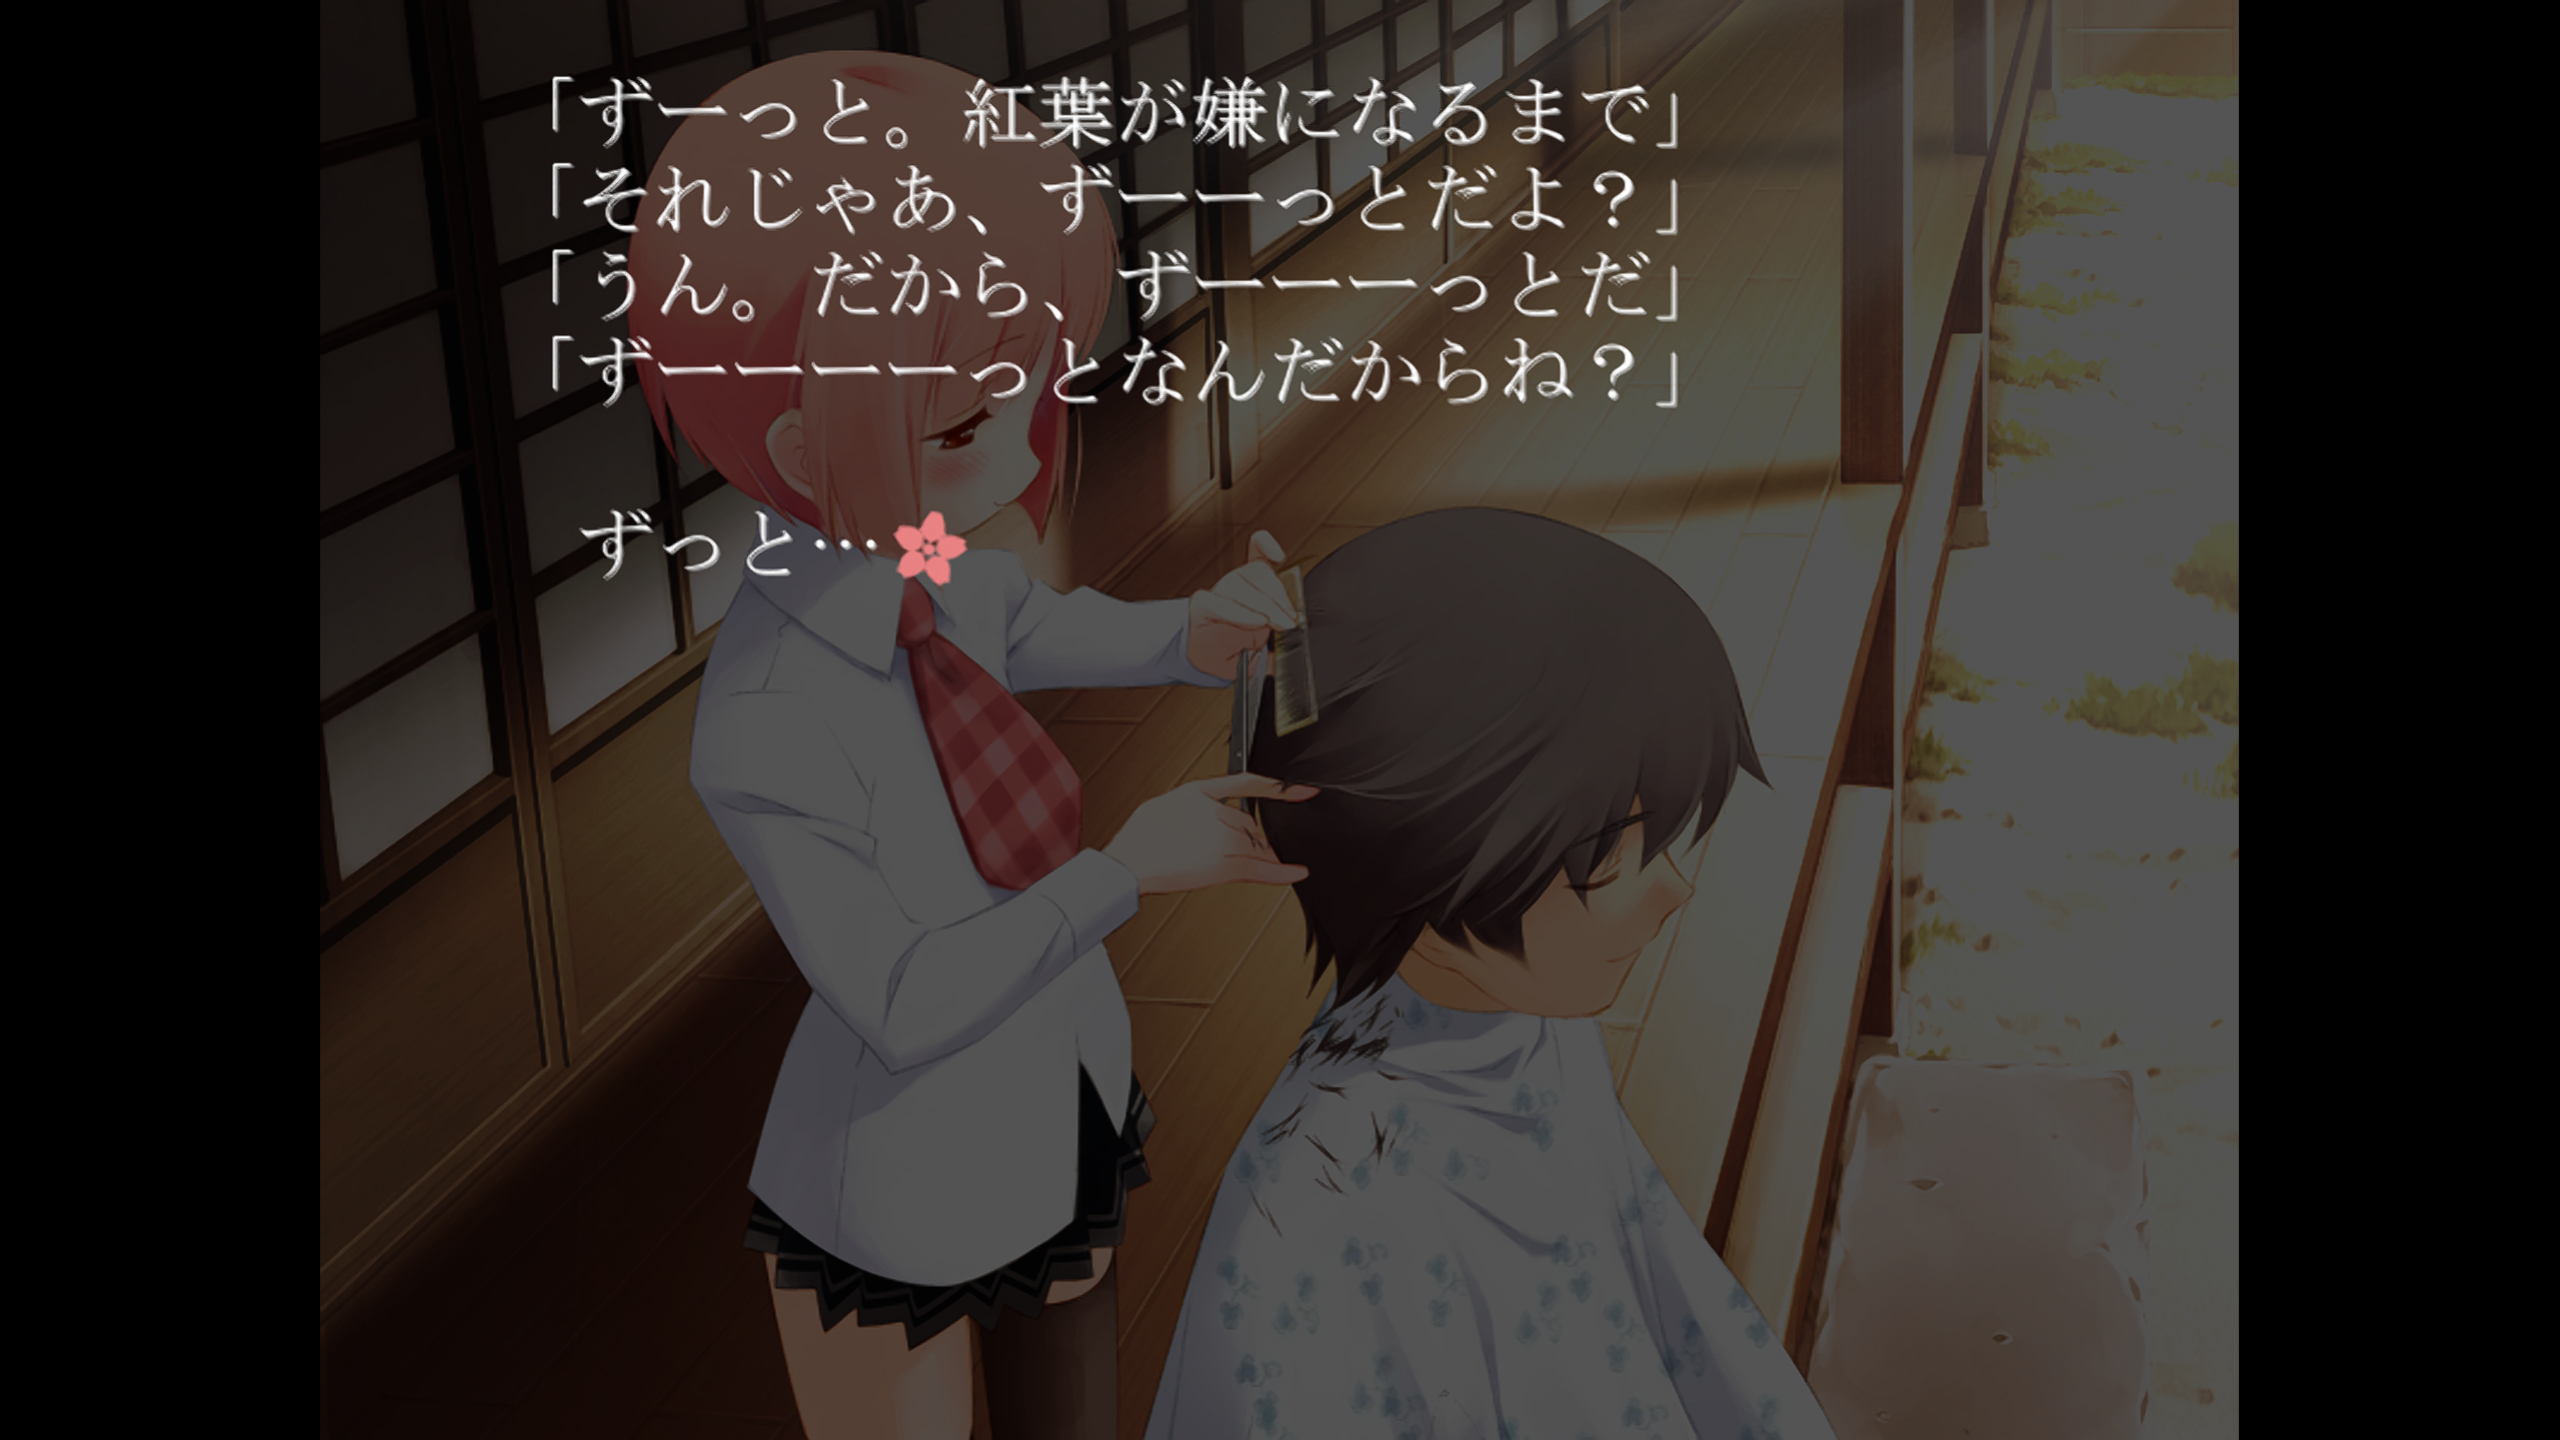 「ずーっと。紅葉が嫌になるまで」
「それじゃあ、ずーーっとだよ？」
「うん。だから、ずーーーっとだ」
「ずーーーーっとなんだからね？」
ずっと…